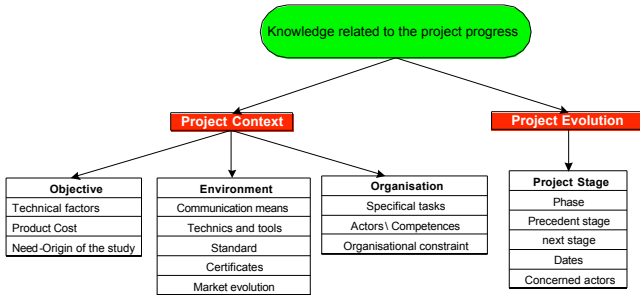 Knowledge related to the project progress
Project Context
Project Evolution
Objective
Technical factors
Product Cost
Need-Origin of the study
Environment
Communication means
Technics and tools
Standard
Certificates
Market evolution
Organisation
Specifical tasks
Actors\ Competences
Organisational constraint
Project Stage
Phase
Precedent stage
next stage
Dates
Concerned actors